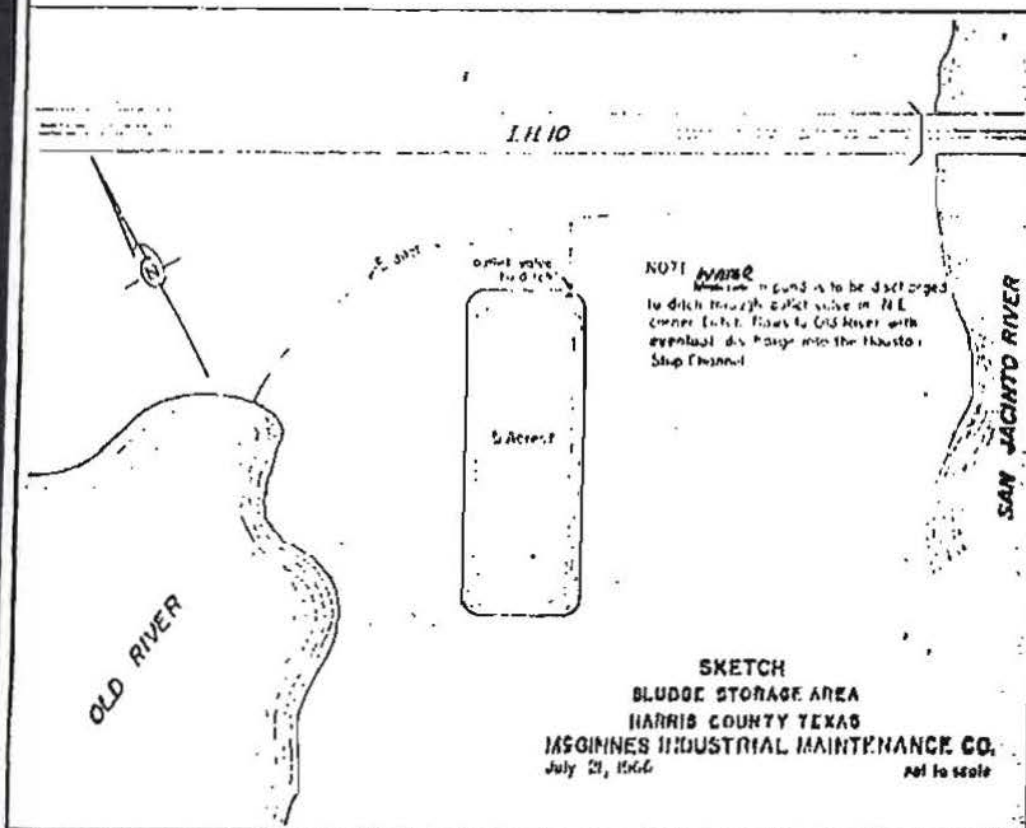 I.H.10
ditch
outlet valve
to ditch
NOTE WATER
in pond is to be discharged
to ditch through outlet valve in N.E.
corner. Ditch flows to Old River with
eventual discharge into the Houston
Ship Channel
N
5 Acres±
SAN JACINTO RIVER
OLD RIVER
SKETCH
SLUDGE STORAGE AREA
HARRIS COUNTY TEXAS
MCGINNES INDUSTRIAL MAINTENANCE CO.
July 21, 1966
not to scale